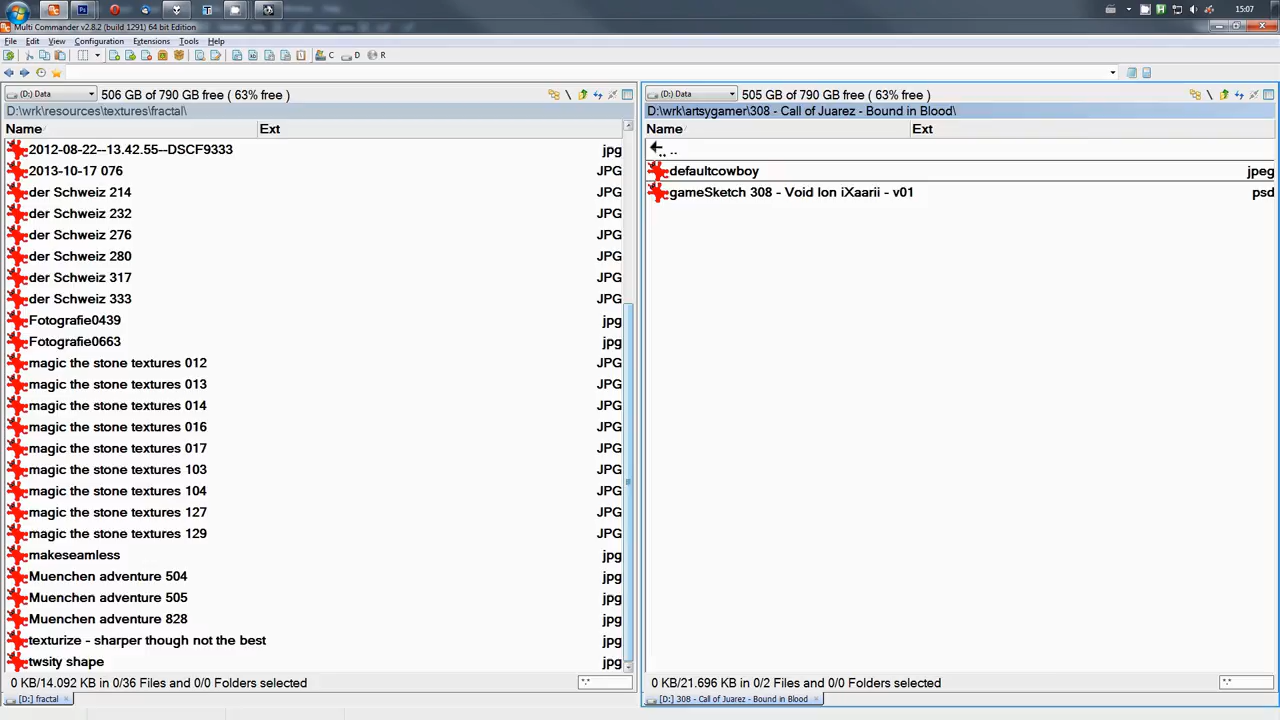 15:07
Multi Commander v2.8.2 (build 1291) 64 bit Edition
File Edit View Configuration Extensions Tools Help
C D R
(D:) Data 506 GB of 790 GB free ( 63% free )
D:\wrk\resources\textures\fractal\
Name Ext
2012-08-22--13.42.55--DSCF9333 jpg
2013-10-17 076 JPG
der Schweiz 214 JPG
der Schweiz 232 JPG
der Schweiz 276 JPG
der Schweiz 280 JPG
der Schweiz 317 JPG
der Schweiz 333 JPG
Fotografie0439 jpg
Fotografie0663 jpg
magic the stone textures 012 JPG
magic the stone textures 013 JPG
magic the stone textures 014 JPG
magic the stone textures 016 JPG
magic the stone textures 017 JPG
magic the stone textures 103 JPG
magic the stone textures 104 JPG
magic the stone textures 127 JPG
magic the stone textures 129 JPG
makeseamless jpg
Muenchen adventure 504 jpg
Muenchen adventure 505 jpg
Muenchen adventure 828 jpg
texturize - sharper though not the best jpg
twsity shape jpg
0 KB/14.092 KB in 0/36 Files and 0/0 Folders selected *.*
[D:] fractal
(D:) Data 505 GB of 790 GB free ( 63% free )
D:\wrk\artsygamer\308 - Call of Juarez - Bound in Blood\
Name Ext
..
defaultcowboy jpeg
gameSketch 308 - Void lon iXaarii - v01 psd
0 KB/21.696 KB in 0/2 Files and 0/0 Folders selected *.*
[D:] 308 - Call of Juarez - Bound in Blood